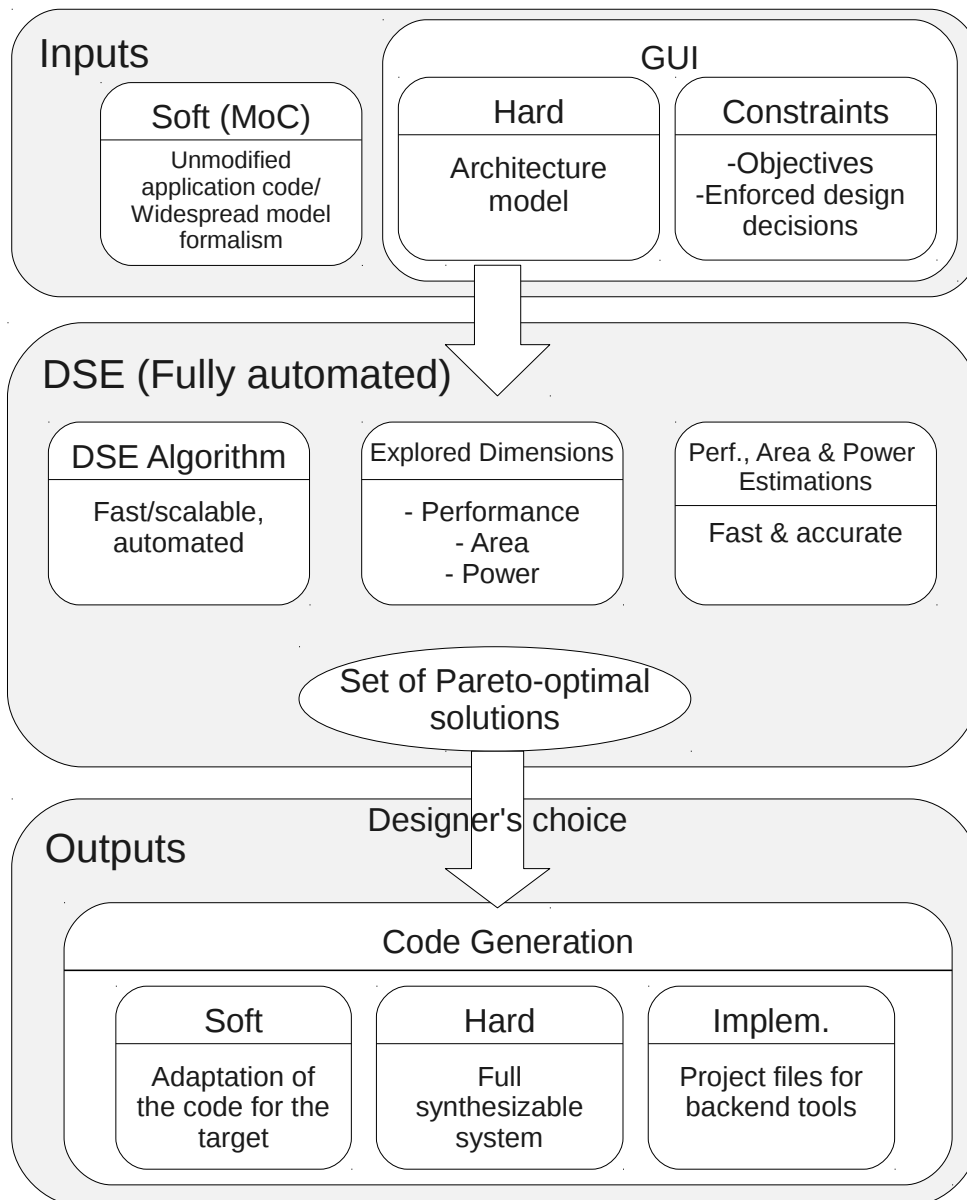 Inputs
GUI
Soft (MoC)
Unmodified
application code/
Widespread model
formalism
Hard
Architecture
model
Constraints
-Objectives
-Enforced design
decisions
DSE (Fully automated)
DSE Algorithm
Fast/scalable,
automated
Explored Dimensions
- Performance
- Area
- Power
Perf., Area & Power
Estimations
Fast & accurate
Set of Pareto-optimal
solutions
Designer's choice
Outputs
Code Generation
Soft
Adaptation of
the code for the
target
Hard
Full
synthesizable
system
Implem.
Project files for
backend tools